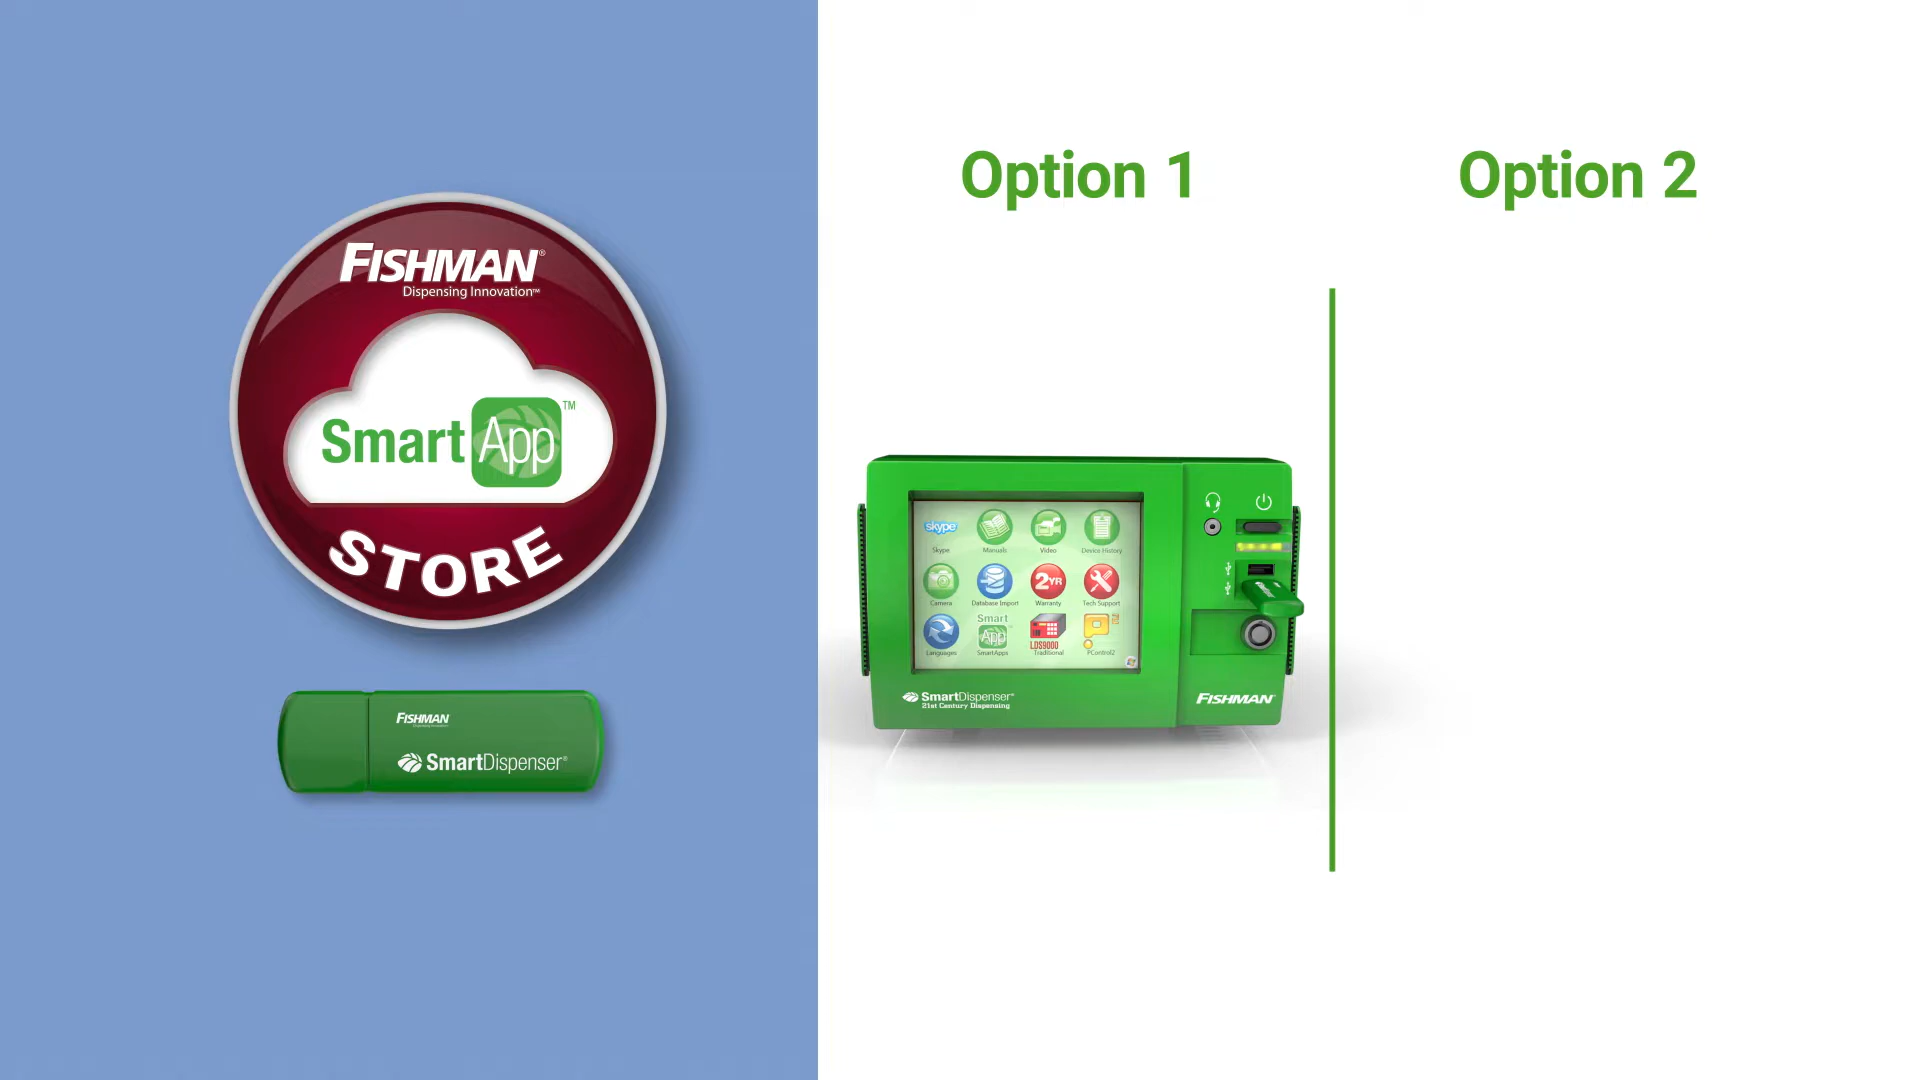 FISHMAN®
Dispensing Innovation™
Smart App™
STORE
FISHMAN
SmartDispenser®
Option 1
Option 2
skype
Skype
Manuals
Video
Device History
Camera
Database Import
2YR
Warranty
Tech Support
Languages
Smart
App
SmartApps
LDS9000
Traditional
PControl2
SmartDispenser™
21st Century Dispensing
FISHMAN